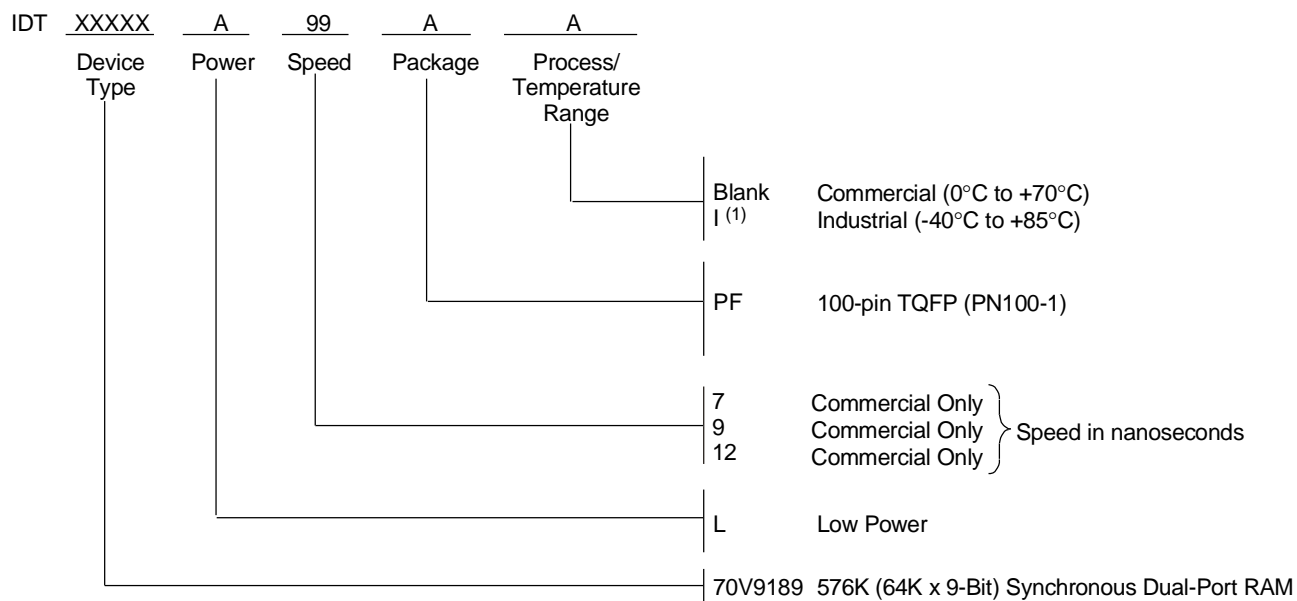 IDT XXXXX A 99 A A
Device Type Power Speed Package Process/ Temperature Range
Blank Commercial (0°C to +70°C)
I (1) Industrial (-40°C to +85°C)
PF 100-pin TQFP (PN100-1)
7 Commercial Only
9 Commercial Only Speed in nanoseconds
12 Commercial Only
L Low Power
70V9189 576K (64K x 9-Bit) Synchronous Dual-Port RAM